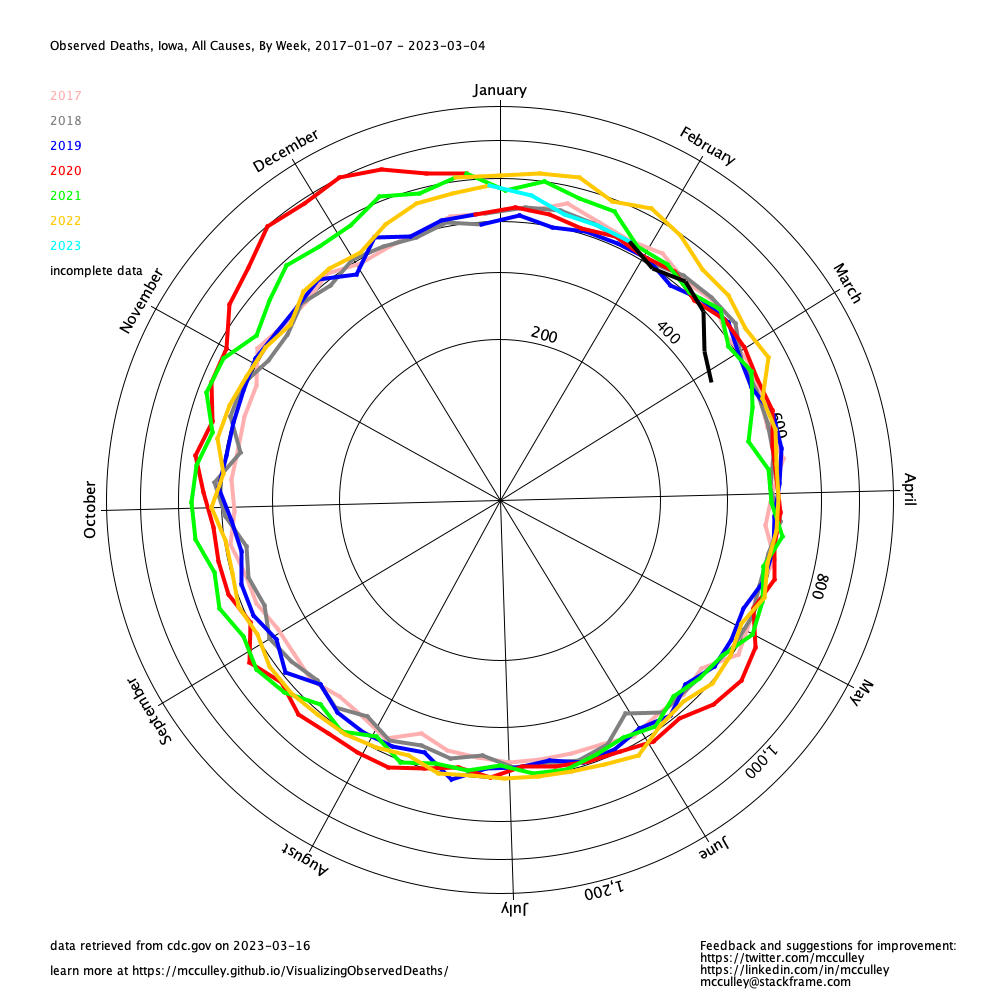 Observed Deaths, Iowa, All Causes, By Week, 2017-01-07 - 2023-03-04
2017
2018
2019
2020
2021
2022
2023
incomplete data
January
February
March
April
May
June
July
August
September
October
November
December
200
400
600
800
1,000
1,200
data retrieved from cdc.gov on 2023-03-16
learn more at https://mcculley.github.io/VisualizingObservedDeaths/
Feedback and suggestions for improvement:
https://twitter.com/mcculley
https://linkedin.com/in/mcculley
mcculley@stackframe.com